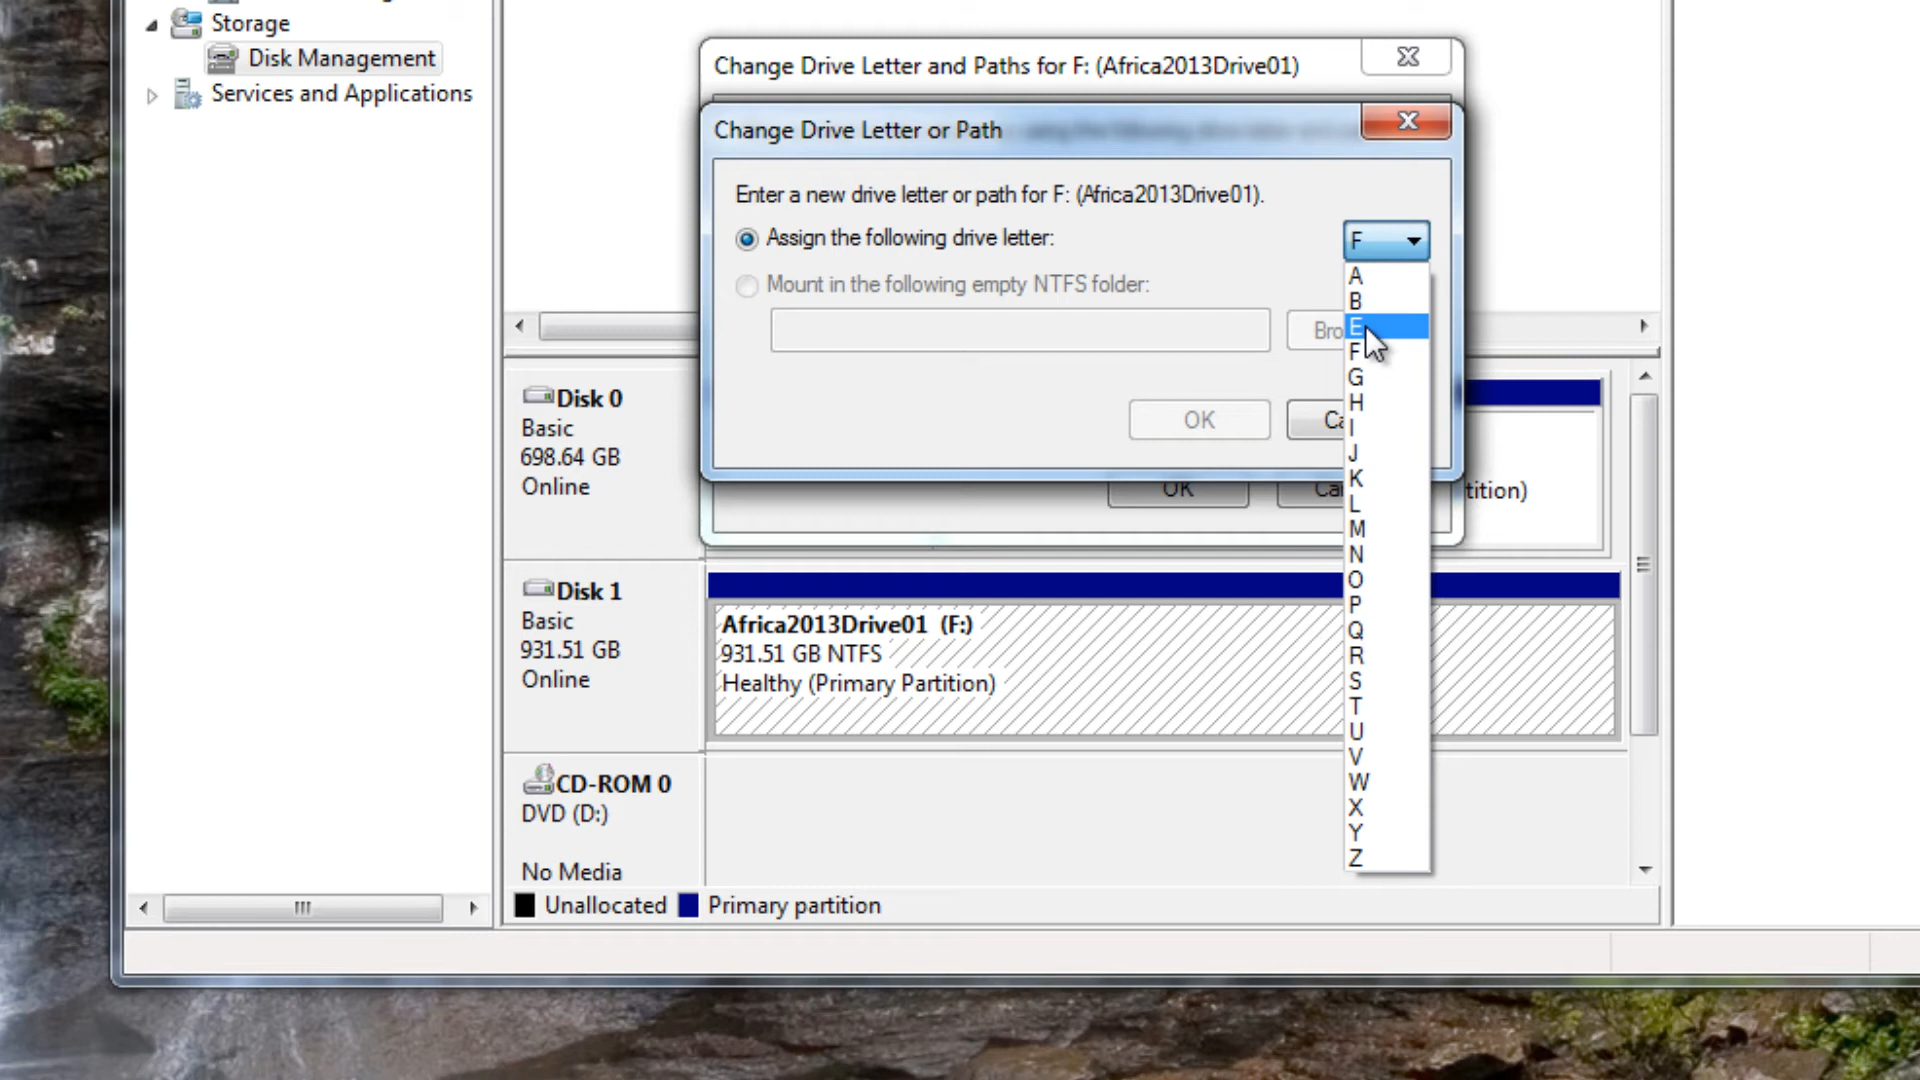 Storage
Disk Management
Services and Applications
Change Drive Letter and Paths for F: (Africa2013Drive01)
Change Drive Letter or Path
Enter a new drive letter or path for F: (Africa2013Drive01).
Assign the following drive letter:
F
Mount in the following empty NTFS folder:
A
B
E
F
G
H
I
J
K
L
M
N
O
P
Q
R
S
T
U
V
W
X
Y
Z
OK
OK
Disk 0
Basic
698.64 GB
Online
Disk 1
Basic
931.51 GB
Online
Africa2013Drive01 (F:)
931.51 GB NTFS
Healthy (Primary Partition)
CD-ROM 0
DVD (D:)
No Media
Unallocated
Primary partition